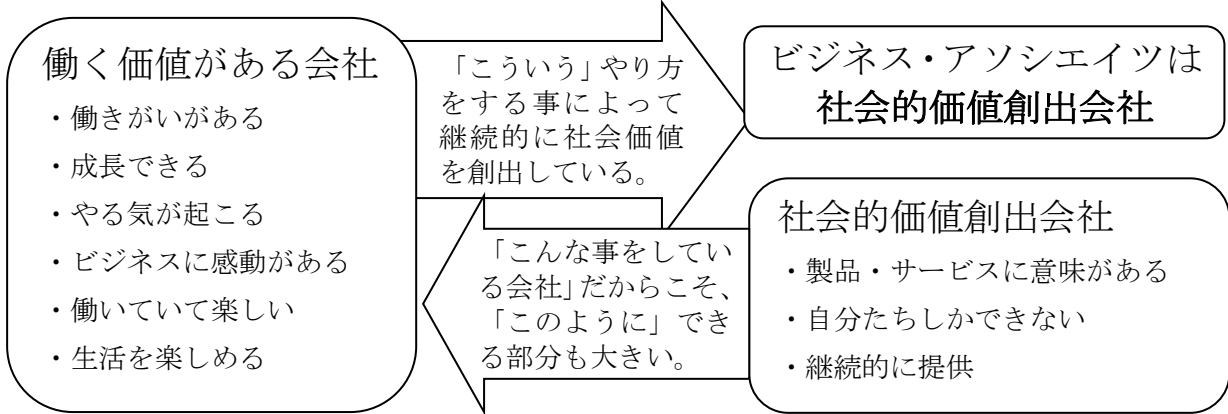 働く価値がある会社
・働きがいがある
・成長できる
・やる気が起こる
・ビジネスに感動がある
・働いていて楽しい
・生活を楽しめる
「こういう」やり方
をする事によって
継続的に社会価値
を創出している。
ビジネス・アソシエイツは
社会的価値創出会社
「こんな事をしてい
る会社」だからこそ、
「このように」でき
る部分も大きい。
社会的価値創出会社
・製品・サービスに意味がある
・自分たちしかできない
・継続的に提供